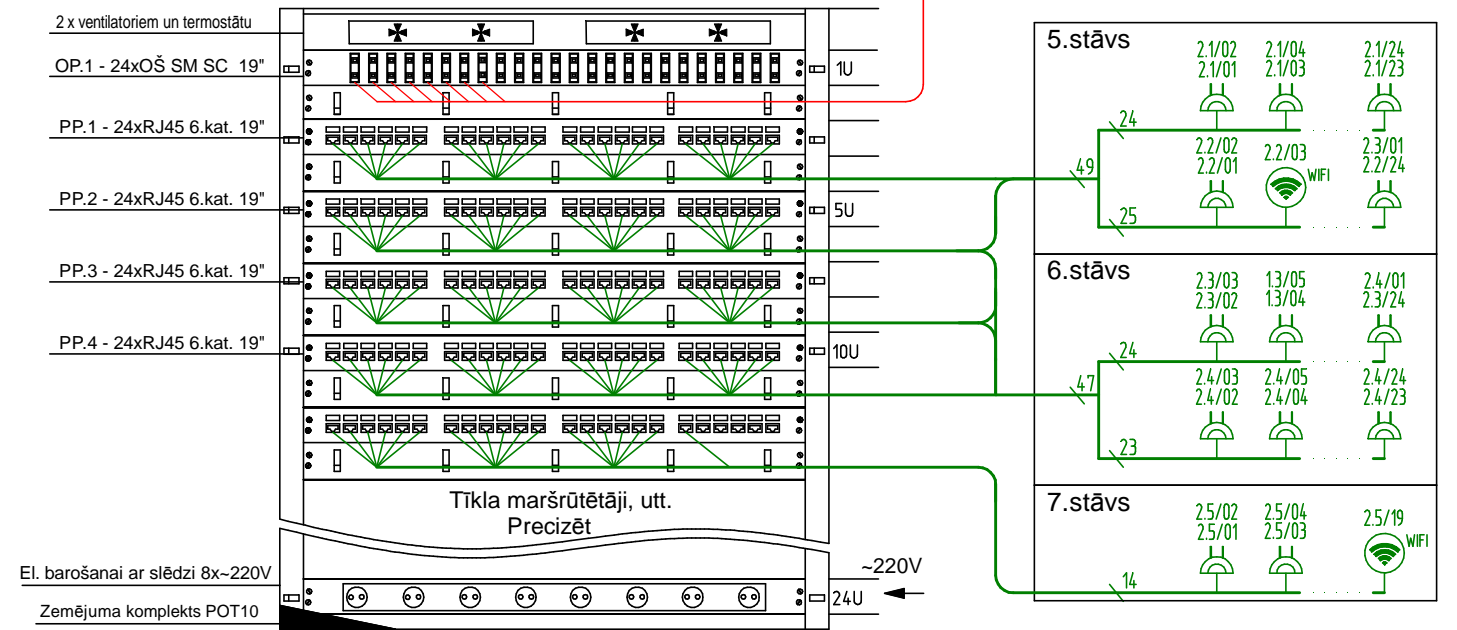 2 x ventilatoriem un termostātu
OP.1 - 24xOŠ SM SC 19"
PP.1 - 24xRJ45 6.kat. 19"
PP.2 - 24xRJ45 6.kat. 19"
PP.3 - 24xRJ45 6.kat. 19"
PP.4 - 24xRJ45 6.kat. 19"
El. barošanai ar slēdzi 8x~220V
Zemējuma komplekts POT10
Tīkla maršrūtētāji, utt.
Precizēt
1U
5U
10U
~220V
24U
5.stāvs
2.1/02 2.1/04 2.1/24
2.1/01 2.1/03 2.1/23
24
49
2.2/02 2.2/03 2.3/01
2.2/01 WIFI 2.2/24
25
6.stāvs
2.3/03 1.3/05 2.4/01
2.3/02 1.3/04 2.3/24
24
47
2.4/03 2.4/05 2.4/24
2.4/02 2.4/04 2.4/23
23
7.stāvs
2.5/02 2.5/04 2.5/19
2.5/01 2.5/03 WIFI
14